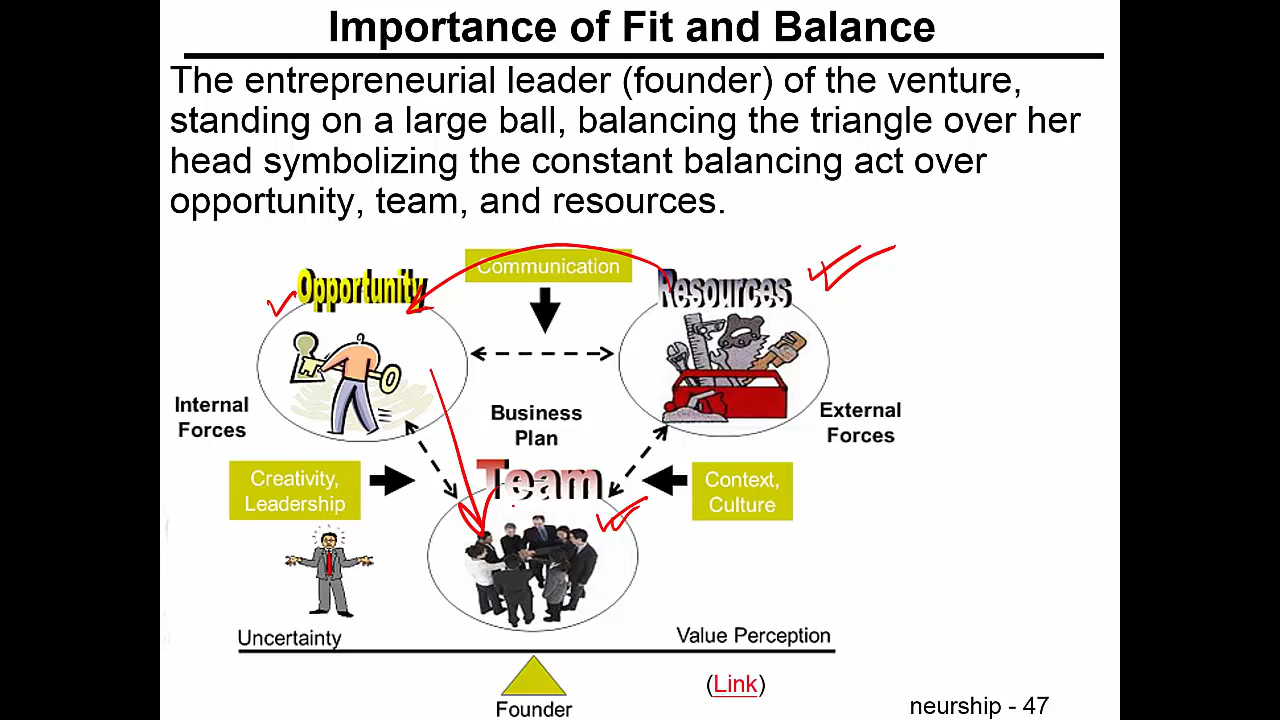 Importance of Fit and Balance
The entrepreneurial leader (founder) of the venture,
standing on a large ball, balancing the triangle over her
head symbolizing the constant balancing act over
opportunity, team, and resources.
Communication
Opportunity
Resources
Internal
Forces
Business
Plan
External
Forces
Creativity,
Leadership
Team
Context,
Culture
Uncertainty
Value Perception
(Link)
Founder
neurship - 47